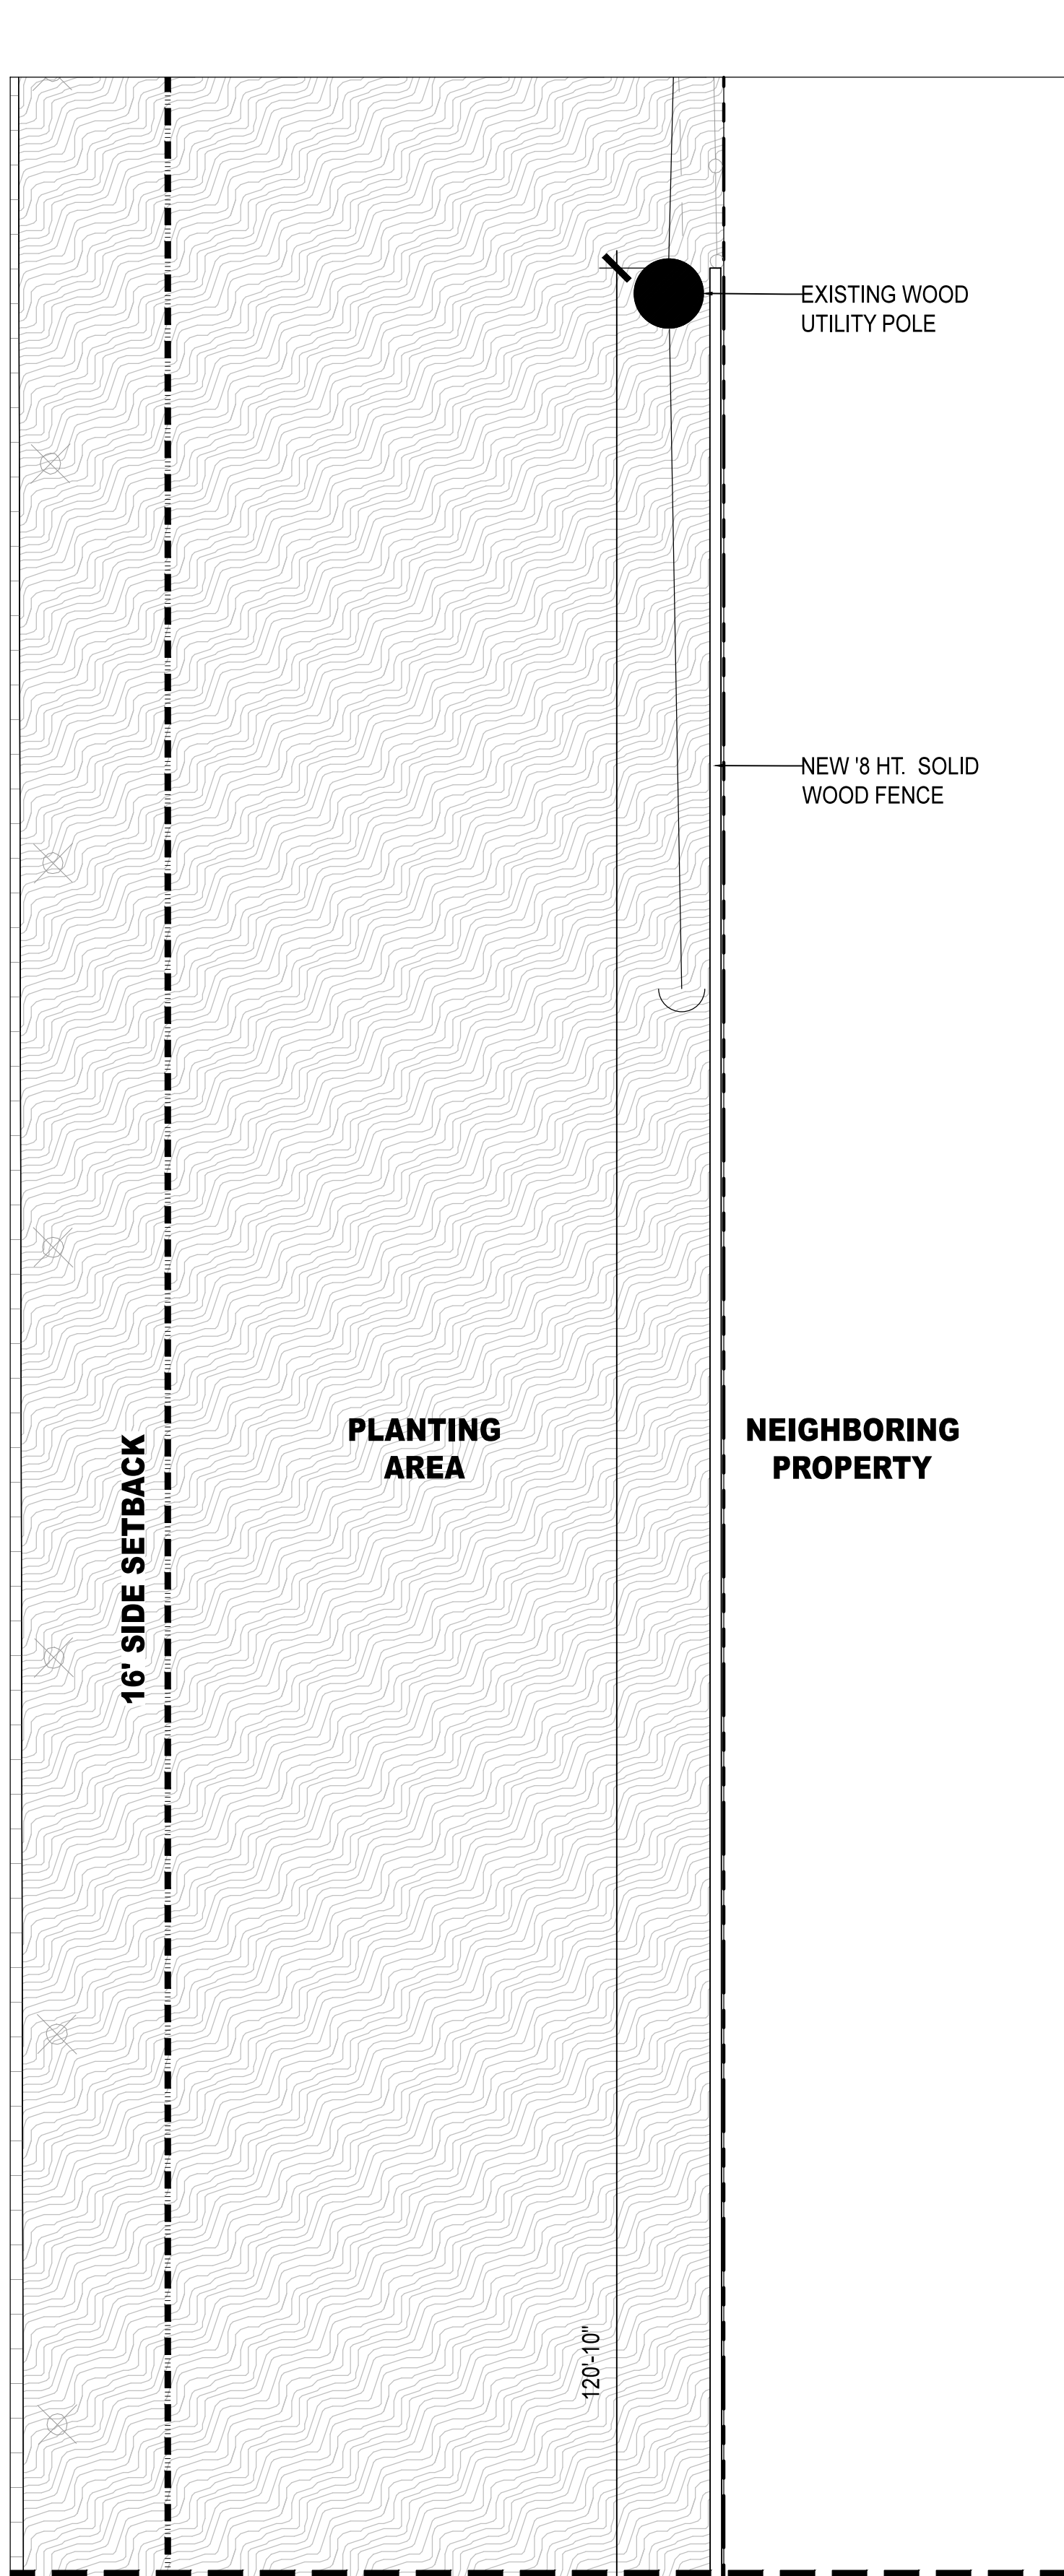 EXISTING WOOD
UTILITY POLE
NEW '8 HT. SOLID
WOOD FENCE
PLANTING
AREA
NEIGHBORING
PROPERTY
16' SIDE SETBACK
120'-10"